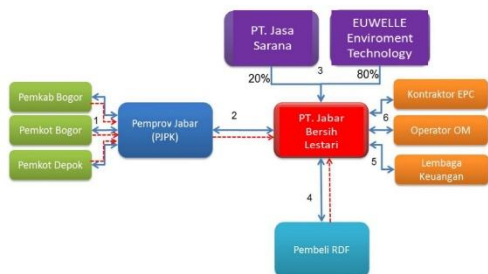 PT. Jasa
Sarana
EUWELLE
Enviroment
Technology
20%
3
80%
Pemkab Bogor
Pemkot Bogor
Pemkot Depok
1
Pemprov Jabar
(PJPK)
2
PT. Jabar
Bersih
Lestari
Kontraktor EPC
6
Operator OM
5
Lembaga
Keuangan
4
Pembeli RDF